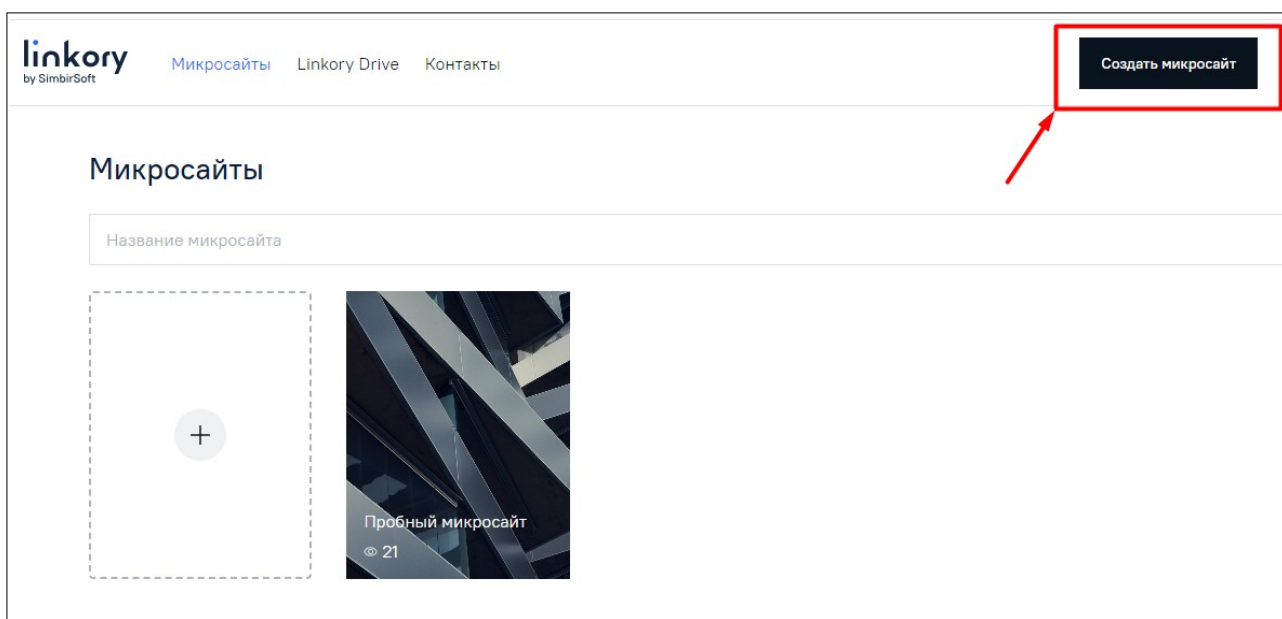 linkory
by SimbirSoft
Микросайты Linkory Drive Контакты
Создать микросайт
Микросайты
Название микросайта
Пробный микросайт
21